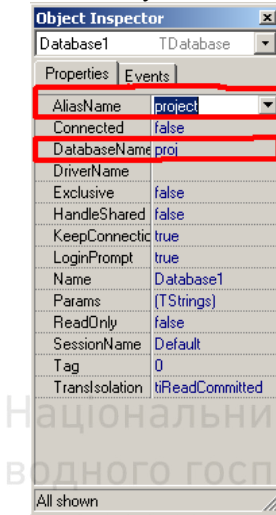 Object Inspector
Database1 TDatabase
Properties Events
AliasName project
Connected false
DatabaseName proj
DriverName
Exclusive false
HandleShared false
KeepConnectic true
LoginPrompt true
Name Database1
Params (TStrings)
ReadOnly false
SessionName Default
Tag 0
TransIsolation tiReadCommitted
Національни
водного госп
All shown